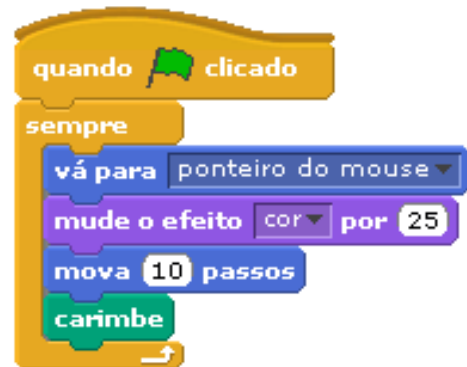 quando clicado
sempre
vá para ponteiro do mouse
mude o efeito cor por 25
mova 10 passos
carimbe